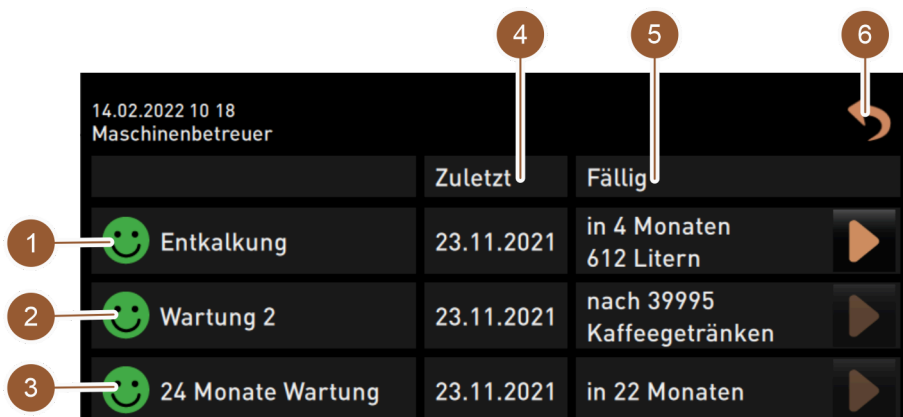 4 5 6
14.02.2022 10 18
Maschinenbetreuer
Zuletzt Fällig
1 Entkalkung 23.11.2021 in 4 Monaten
612 Litern
2 Wartung 2 23.11.2021 nach 39995
Kaffeegetränken
3 24 Monate Wartung 23.11.2021 in 22 Monaten